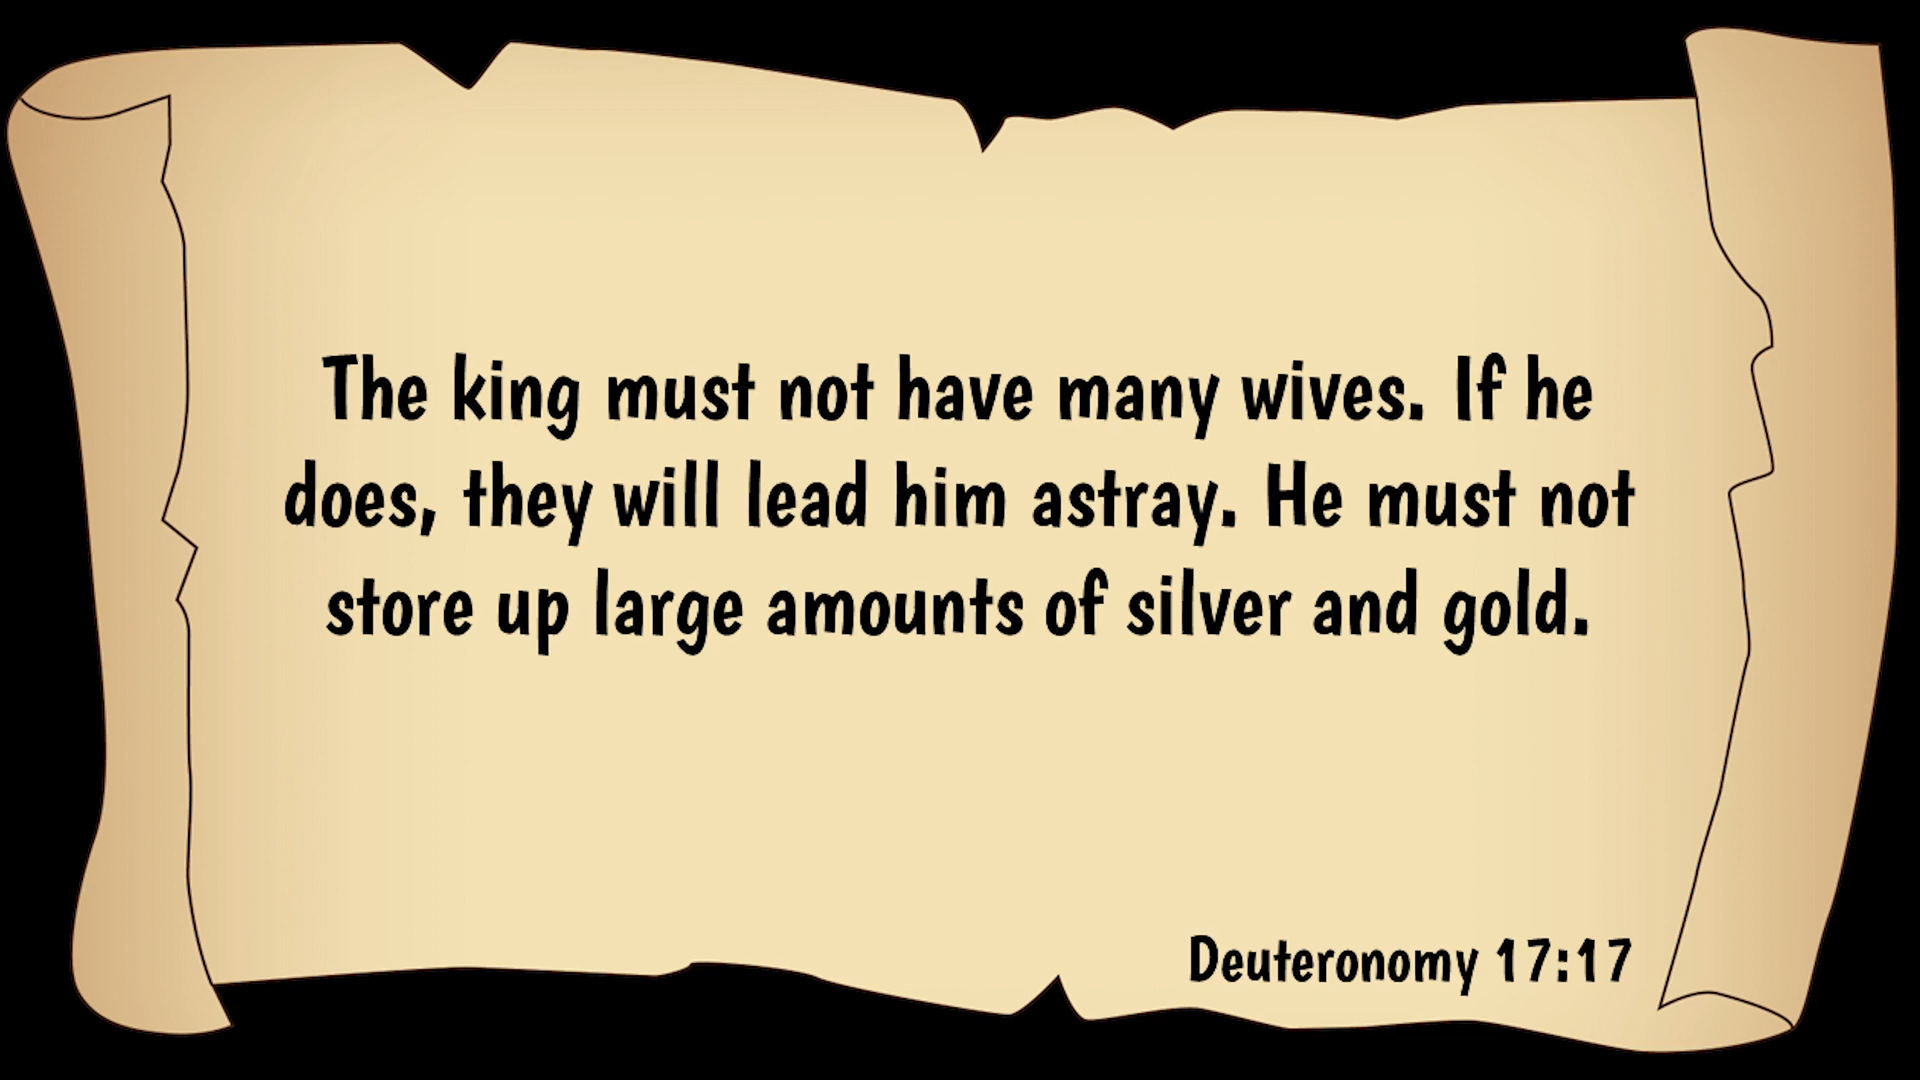 The king must not have many wives. If he
does, they will lead him astray. He must not
store up large amounts of silver and gold.
Deuteronomy 17:17